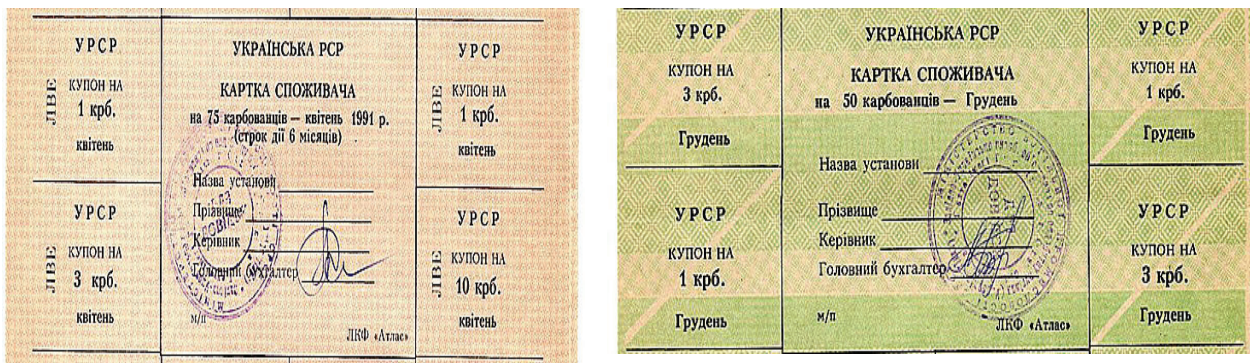 УРСР
КУПОН НА
1 крб.
квітень
ЛІВЕ
УРСР
КУПОН НА
3 крб.
квітень
ЛІВЕ
УКРАЇНСЬКА РСР
КАРТКА СПОЖИВАЧА
на 75 карбованців — квітень 1991 р.
(строк дії 6 місяців)
Назва установи
Прізвище
Керівник
Головний бухгалтер
м/п
ЛКФ «Атлас»
УРСР
КУПОН НА
1 крб.
квітень
ЛІВЕ
УРСР
КУПОН НА
10 крб.
квітень
ЛІВЕ
УРСР
КУПОН НА
3 крб.
Грудень
УРСР
КУПОН НА
1 крб.
Грудень
УКРАЇНСЬКА РСР
КАРТКА СПОЖИВАЧА
на 50 карбованців — Грудень
Назва установи
Прізвище
Керівник
Головний бухгалтер
м/п
ЛКФ «Атлас»
УРСР
КУПОН НА
1 крб.
Грудень
УРСР
КУПОН НА
3 крб.
Грудень